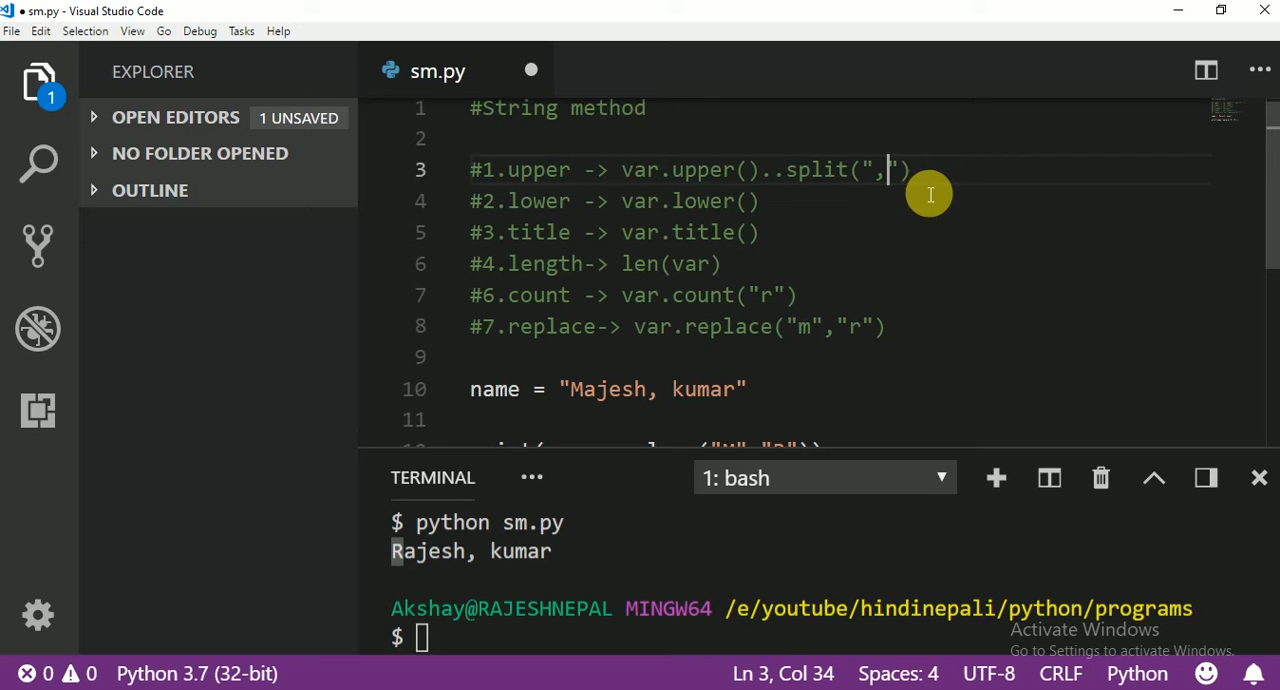 ● sm.py - Visual Studio Code
File Edit Selection View Go Debug Tasks Help
EXPLORER
sm.py
1
OPEN EDITORS 1 UNSAVED
NO FOLDER OPENED
OUTLINE
1 #String method
2
3 #1.upper -> var.upper()..split(",")
4 #2.lower -> var.lower()
5 #3.title -> var.title()
6 #4.length-> len(var)
7 #6.count -> var.count("r")
8 #7.replace-> var.replace("m","r")
9
10 name = "Majesh, kumar"
11
TERMINAL ... 1: bash
$ python sm.py
Rajesh, kumar
Akshay@RAJESHNEPAL MINGW64 /e/youtube/hindinepali/python/programs
$
Activate Windows
Go to Settings to activate Windows.
0 0 Python 3.7 (32-bit) Ln 3, Col 34 Spaces: 4 UTF-8 CRLF Python